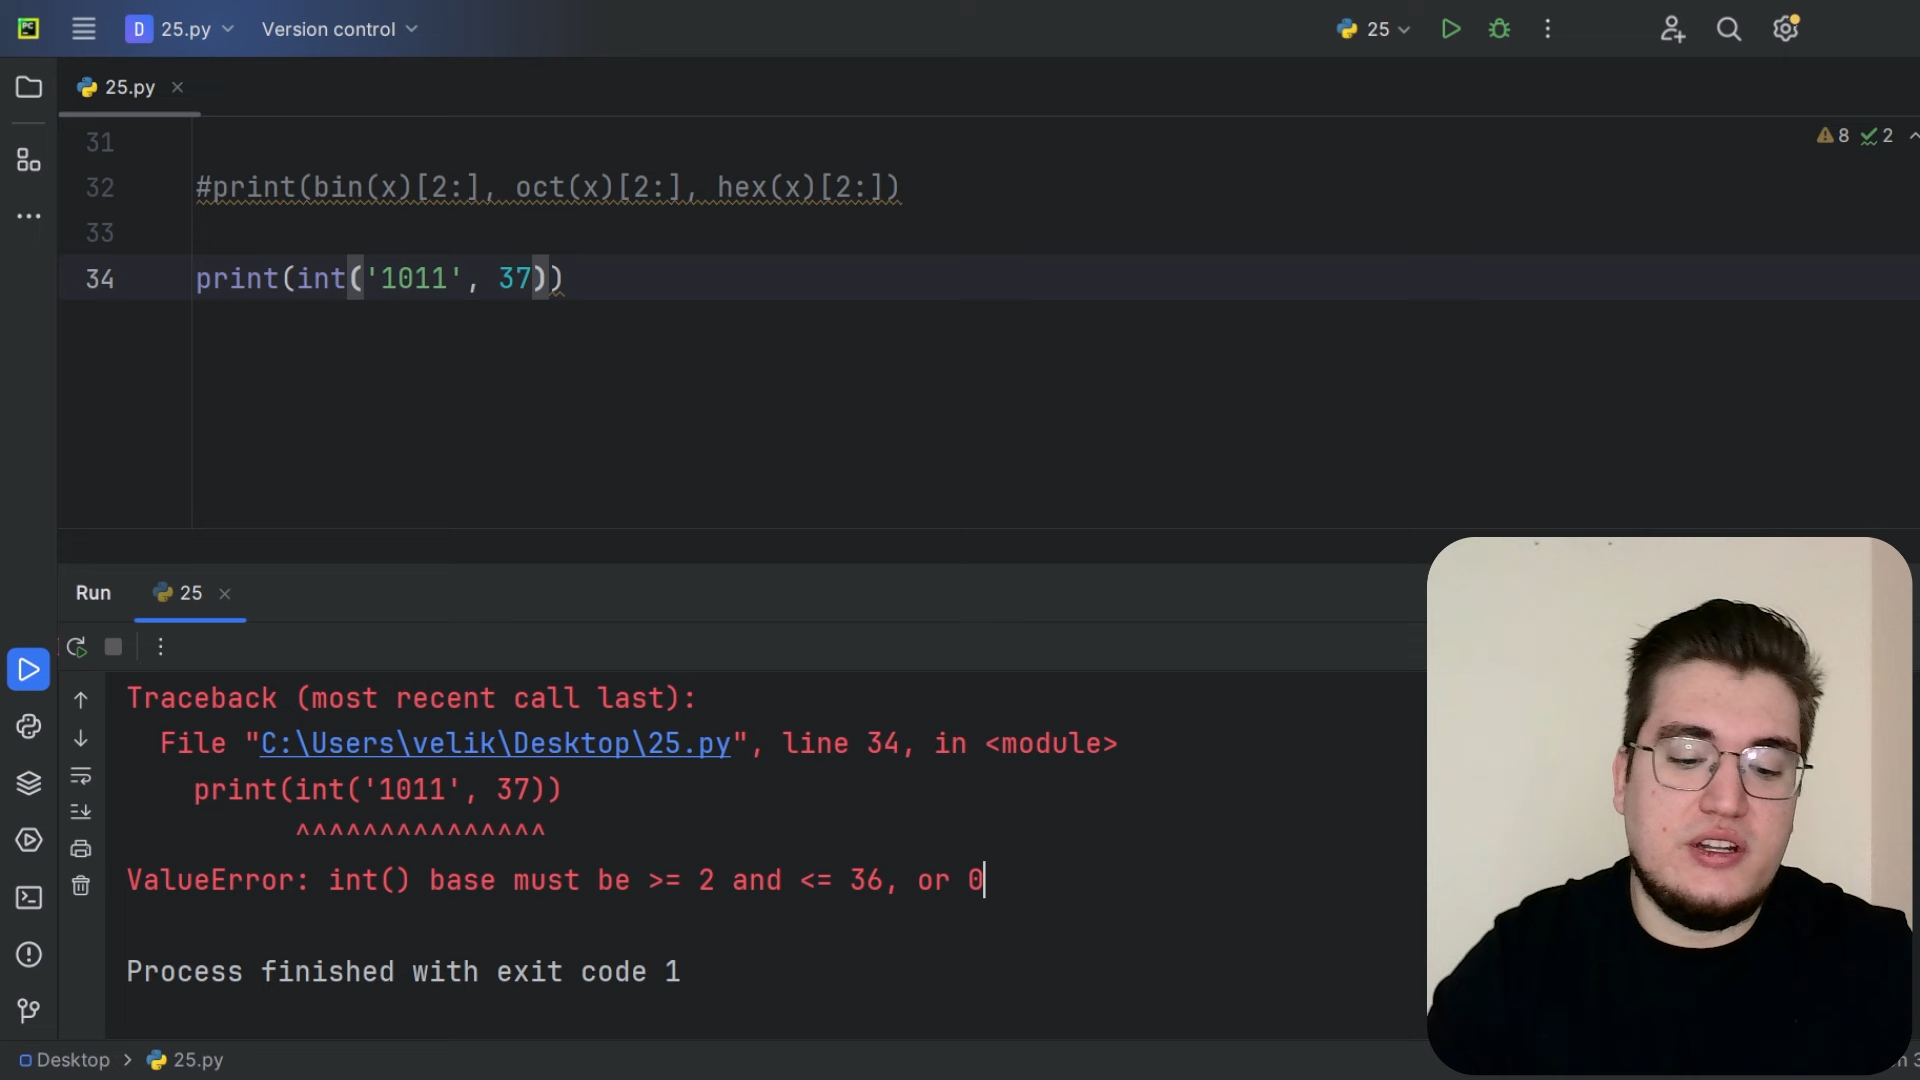 PC
D 25.py Version control 25
25.py ×
31
32 #print(bin(x)[2:], oct(x)[2:], hex(x)[2:])
33
34 print(int('1011', 37))
8 2
Run 25 ×
Traceback (most recent call last):
File "C:\Users\velik\Desktop\25.py", line 34, in <module>
print(int('1011', 37))
^^^^^^^^^^^^^^^
ValueError: int() base must be >= 2 and <= 36, or 0
Process finished with exit code 1
Desktop > 25.py